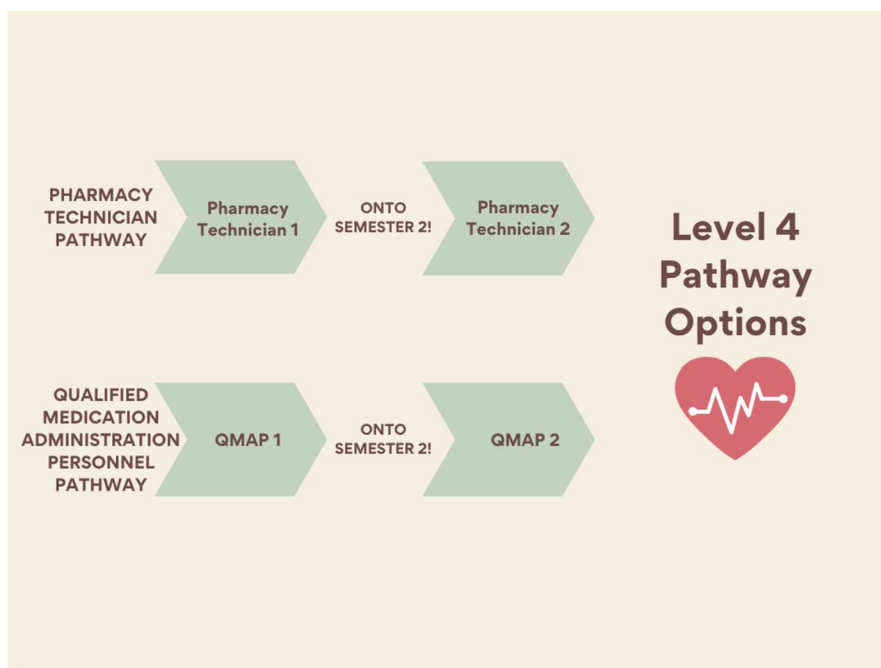 PHARMACY
TECHNICIAN
PATHWAY
Pharmacy
Technician 1
ONTO
SEMESTER 2!
Pharmacy
Technician 2
QUALIFIED
MEDICATION
ADMINISTRATION
PERSONNEL
PATHWAY
QMAP 1
ONTO
SEMESTER 2!
QMAP 2
Level 4
Pathway
Options